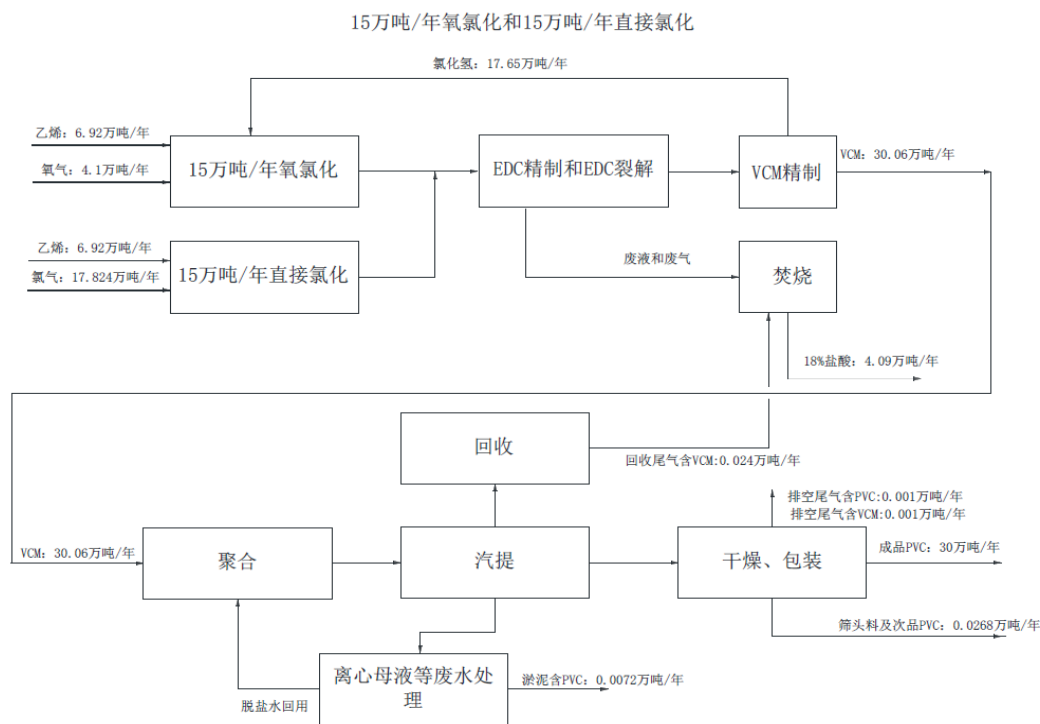 15万吨/年氧氯化和15万吨/年直接氯化
氯化氢：17.65万吨/年
乙烯：6.92万吨/年
氧气：4.1万吨/年
15万吨/年氧氯化
EDC精制和EDC裂解
VCM精制
VCM：30.06万吨/年
乙烯：6.92万吨/年
氯气：17.824万吨/年
15万吨/年直接氯化
废液和废气
焚烧
18%盐酸：4.09万吨/年
回收
回收尾气含VCM:0.024万吨/年
排空尾气含PVC:0.001万吨/年
排空尾气含VCM:0.001万吨/年
VCM：30.06万吨/年
聚合
汽提
干燥、包装
成品PVC：30万吨/年
筛头料及次品PVC：0.0268万吨/年
离心母液等废水处
理
淤泥含PVC：0.0072万吨/年
脱盐水回用